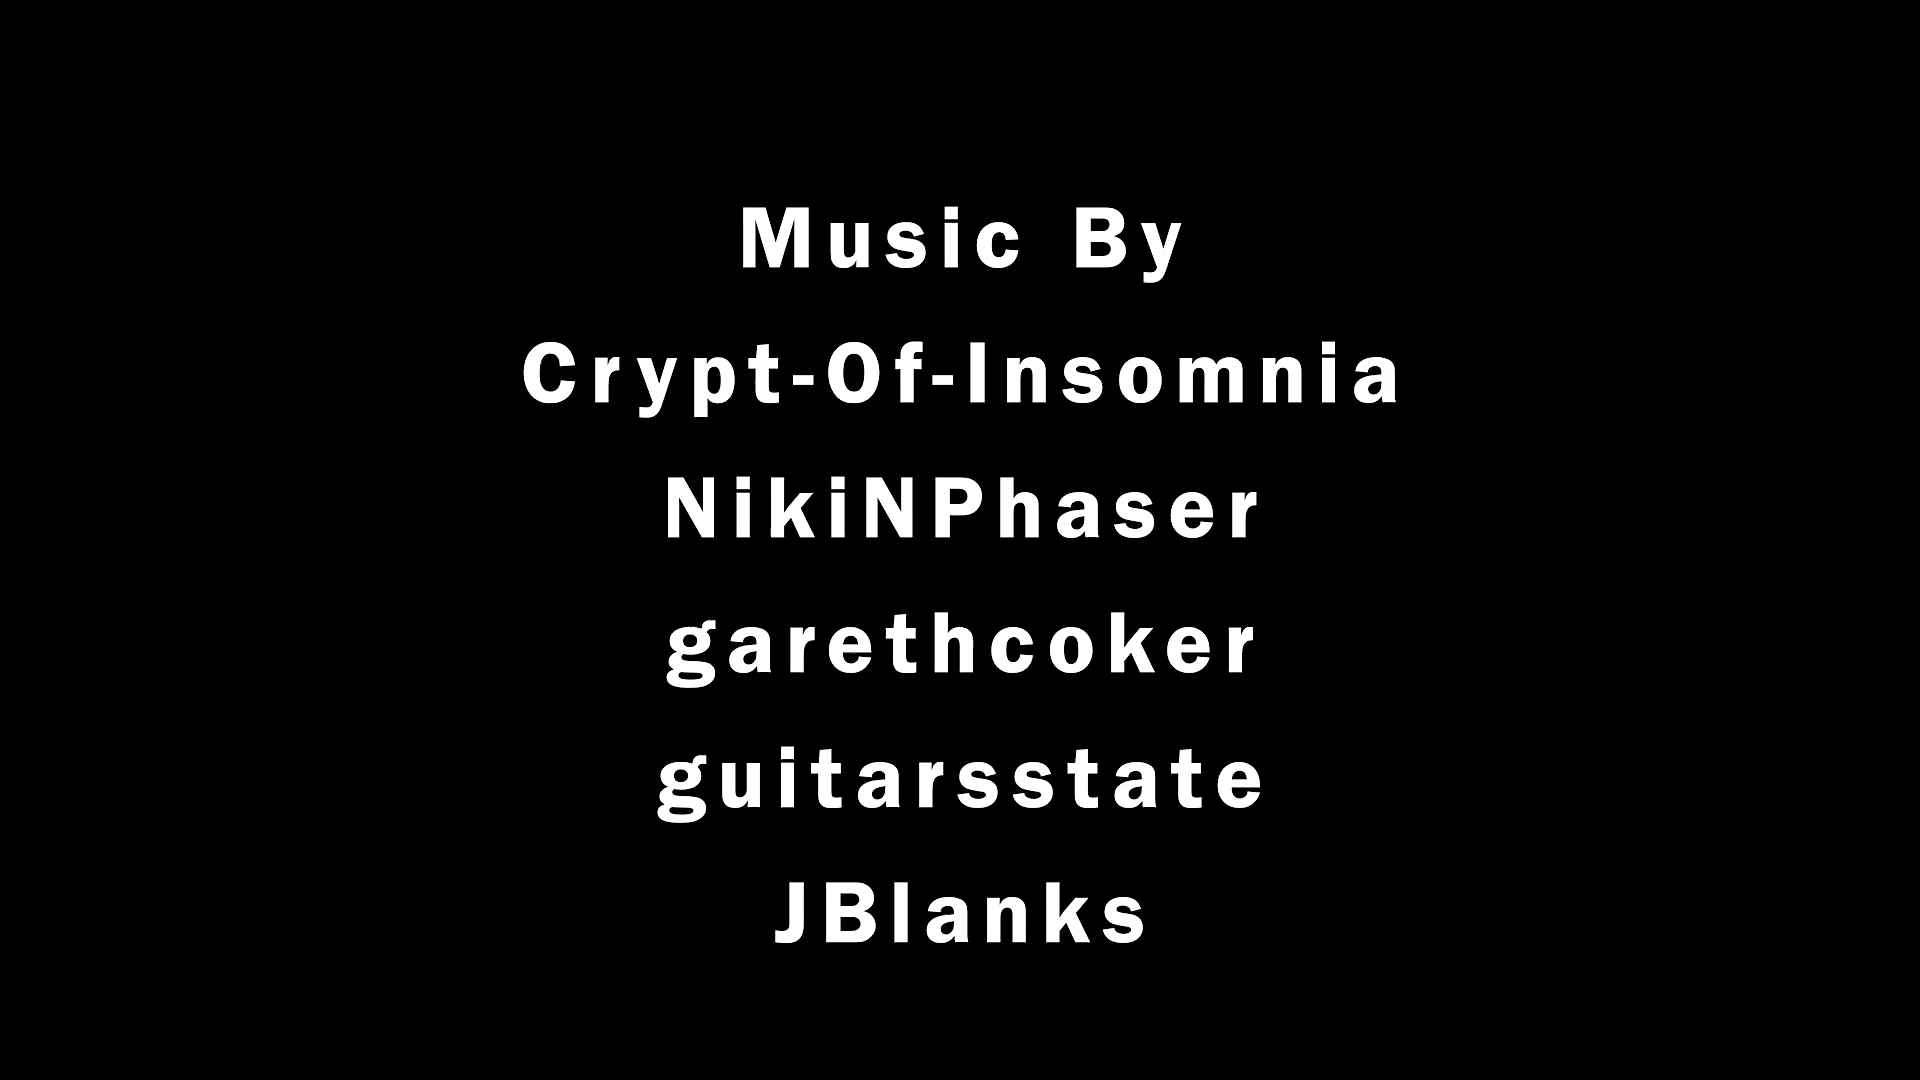 Music By
Crypt-Of-Insomnia
NikiNPhaser
garethcoker
guitarsstate
JBlanks